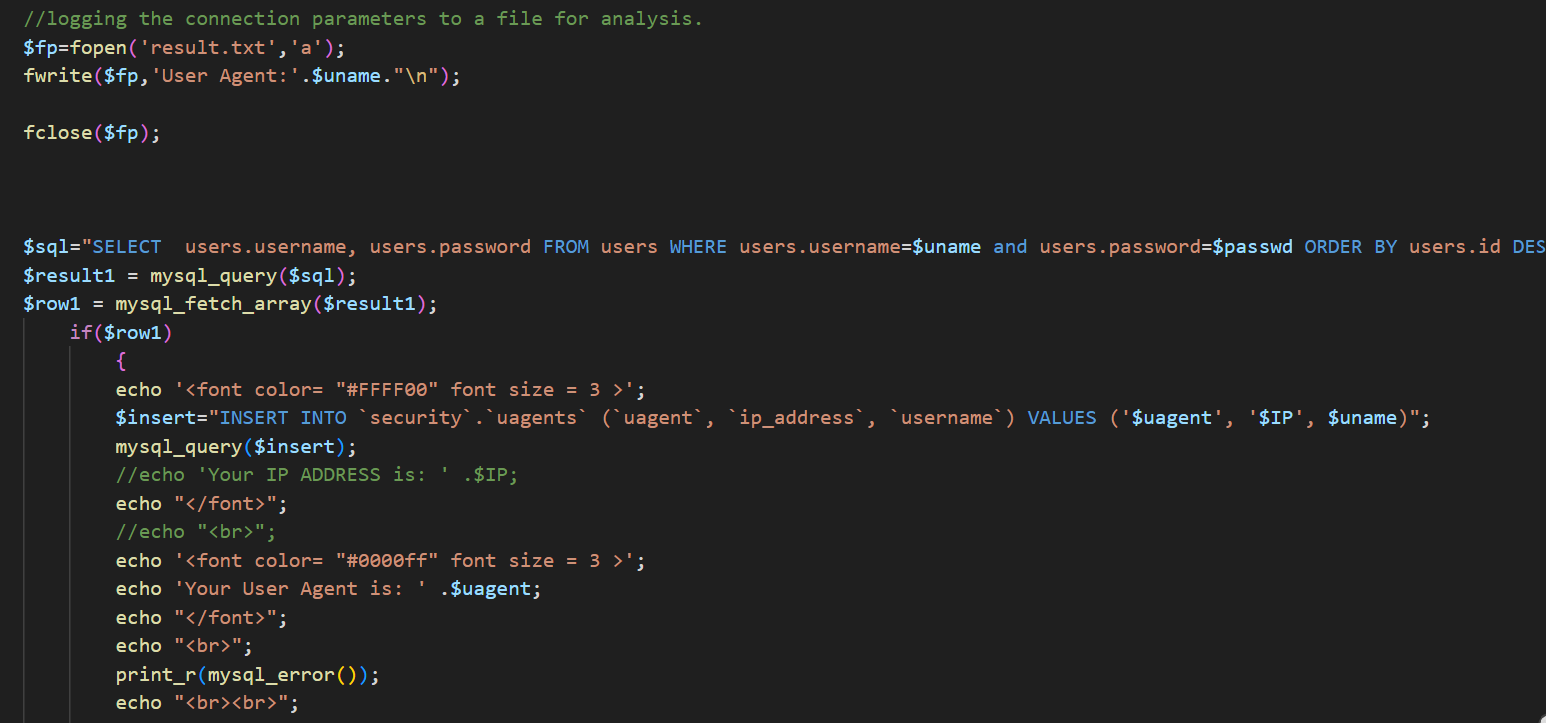 //logging the connection parameters to a file for analysis.
$fp=fopen('result.txt','a');
fwrite($fp,'User Agent:'.$uname."\n");
fclose($fp);
$sql="SELECT  users.username, users.password FROM users WHERE users.username=$uname and users.password=$passwd ORDER BY users.id DES
$result1 = mysql_query($sql);
$row1 = mysql_fetch_array($result1);
if($row1)
{
echo '<font color= "#FFFF00" font size = 3 >';
$insert="INSERT INTO `security`.`uagents` (`uagent`, `ip_address`, `username`) VALUES ('$uagent', '$IP', $uname)";
mysql_query($insert);
//echo 'Your IP ADDRESS is: ' .$IP;
echo "</font>";
//echo "<br>";
echo '<font color= "#0000ff" font size = 3 >';
echo 'Your User Agent is: ' .$uagent;
echo "</font>";
echo "<br>";
print_r(mysql_error());
echo "<br><br>";